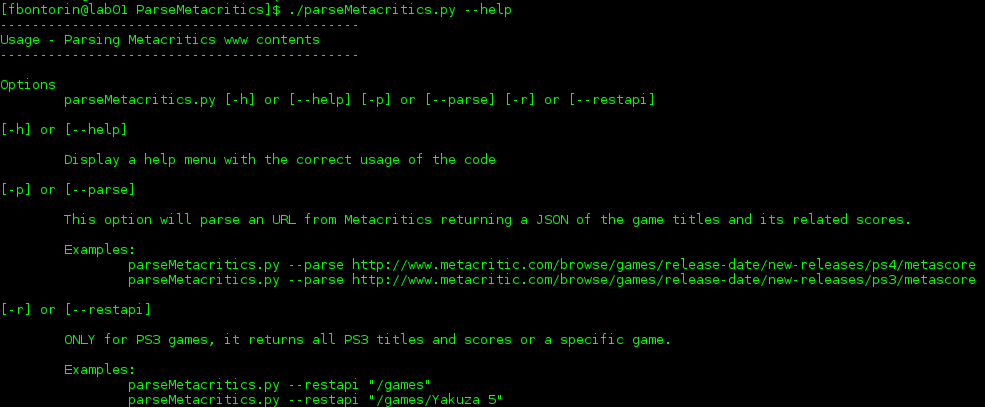 [fbontorin@lab01 ParseMetacritics]$ ./parseMetacritics.py --help
---------------------------------------------
Usage - Parsing Metacritics www contents
---------------------------------------------
Options
parseMetacritics.py [-h] or [--help] [-p] or [--parse] [-r] or [--restapi]
[-h] or [--help]
Display a help menu with the correct usage of the code
[-p] or [--parse]
This option will parse an URL from Metacritics returning a JSON of the game titles and its related scores.
Examples:
parseMetacritics.py --parse http://www.metacritic.com/browse/games/release-date/new-releases/ps4/metascore
parseMetacritics.py --parse http://www.metacritic.com/browse/games/release-date/new-releases/ps3/metascore
[-r] or [--restapi]
ONLY for PS3 games, it returns all PS3 titles and scores or a specific game.
Examples:
parseMetacritics.py --restapi "/games"
parseMetacritics.py --restapi "/games/Yakuza 5"